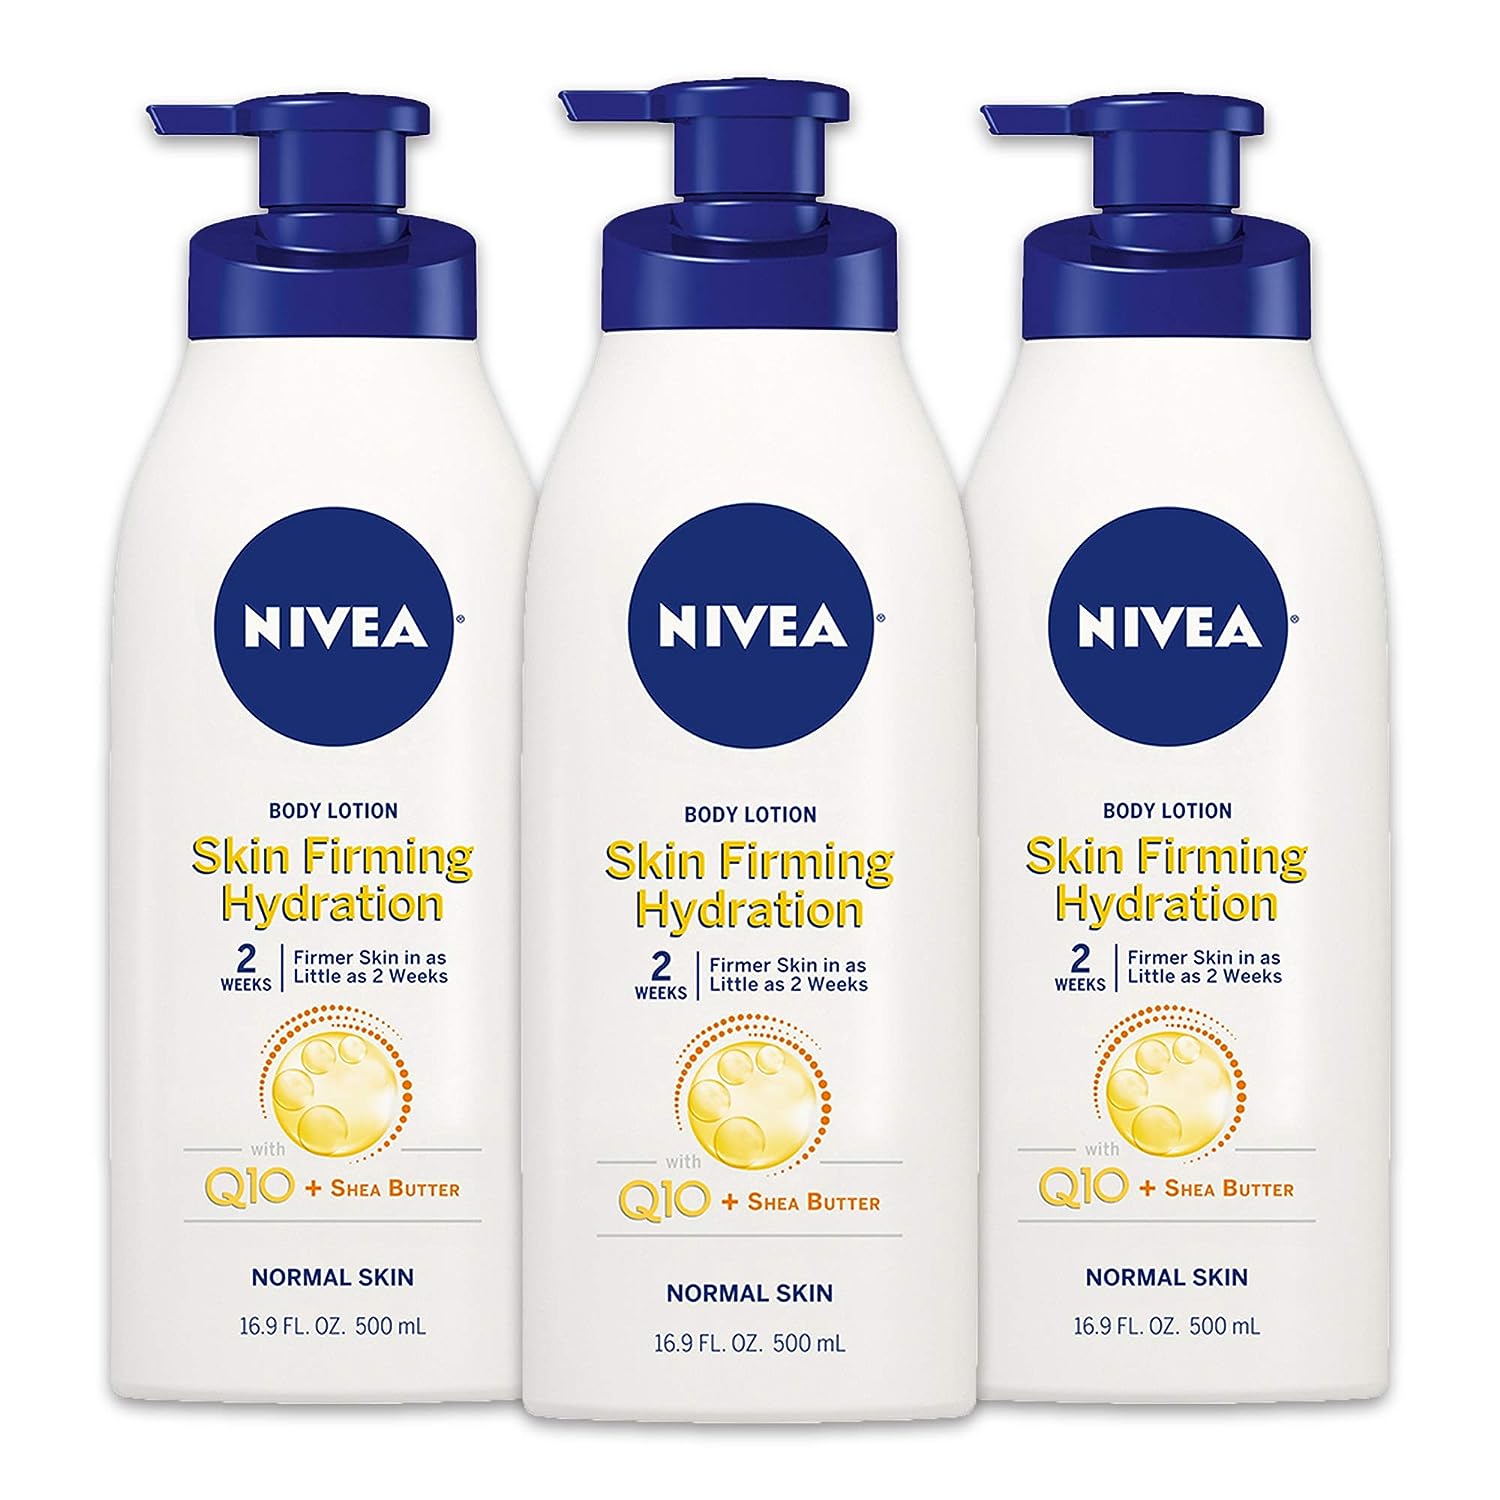 NIVEA®
BODY LOTION
Skin Firming
Hydration
2
WEEKS
Firmer Skin in as
Little as 2 Weeks
with
Q10 + SHEA BUTTER
NORMAL SKIN
16.9 FL. OZ. 500 mL
NIVEA®
BODY LOTION
Skin Firming
Hydration
2
WEEKS
Firmer Skin in as
Little as 2 Weeks
with
Q10 + SHEA BUTTER
NORMAL SKIN
16.9 FL. OZ. 500 mL
NIVEA®
BODY LOTION
Skin Firming
Hydration
2
WEEKS
Firmer Skin in as
Little as 2 Weeks
with
Q10 + SHEA BUTTER
NORMAL SKIN
16.9 FL. OZ. 500 mL